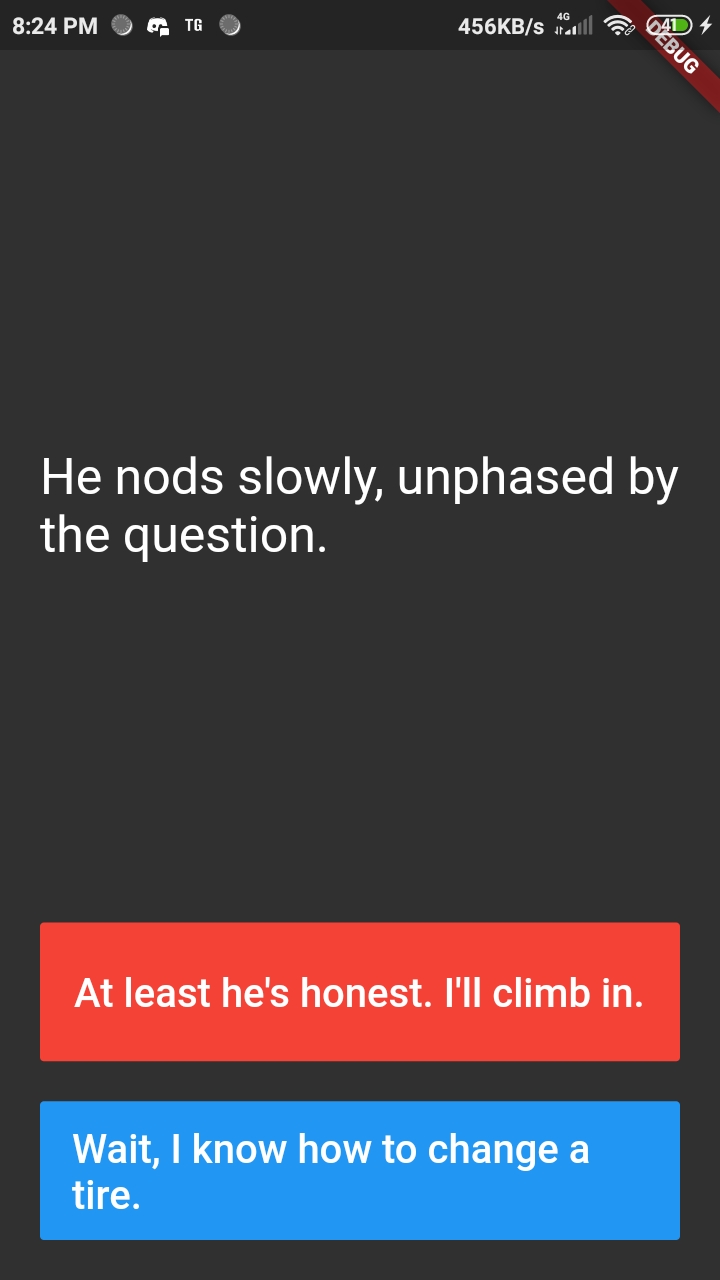 8:24 PM TG 456KB/s 4G 41
DEBUG
He nods slowly, unphased by
the question.
At least he's honest. I'll climb in.
Wait, I know how to change a
tire.